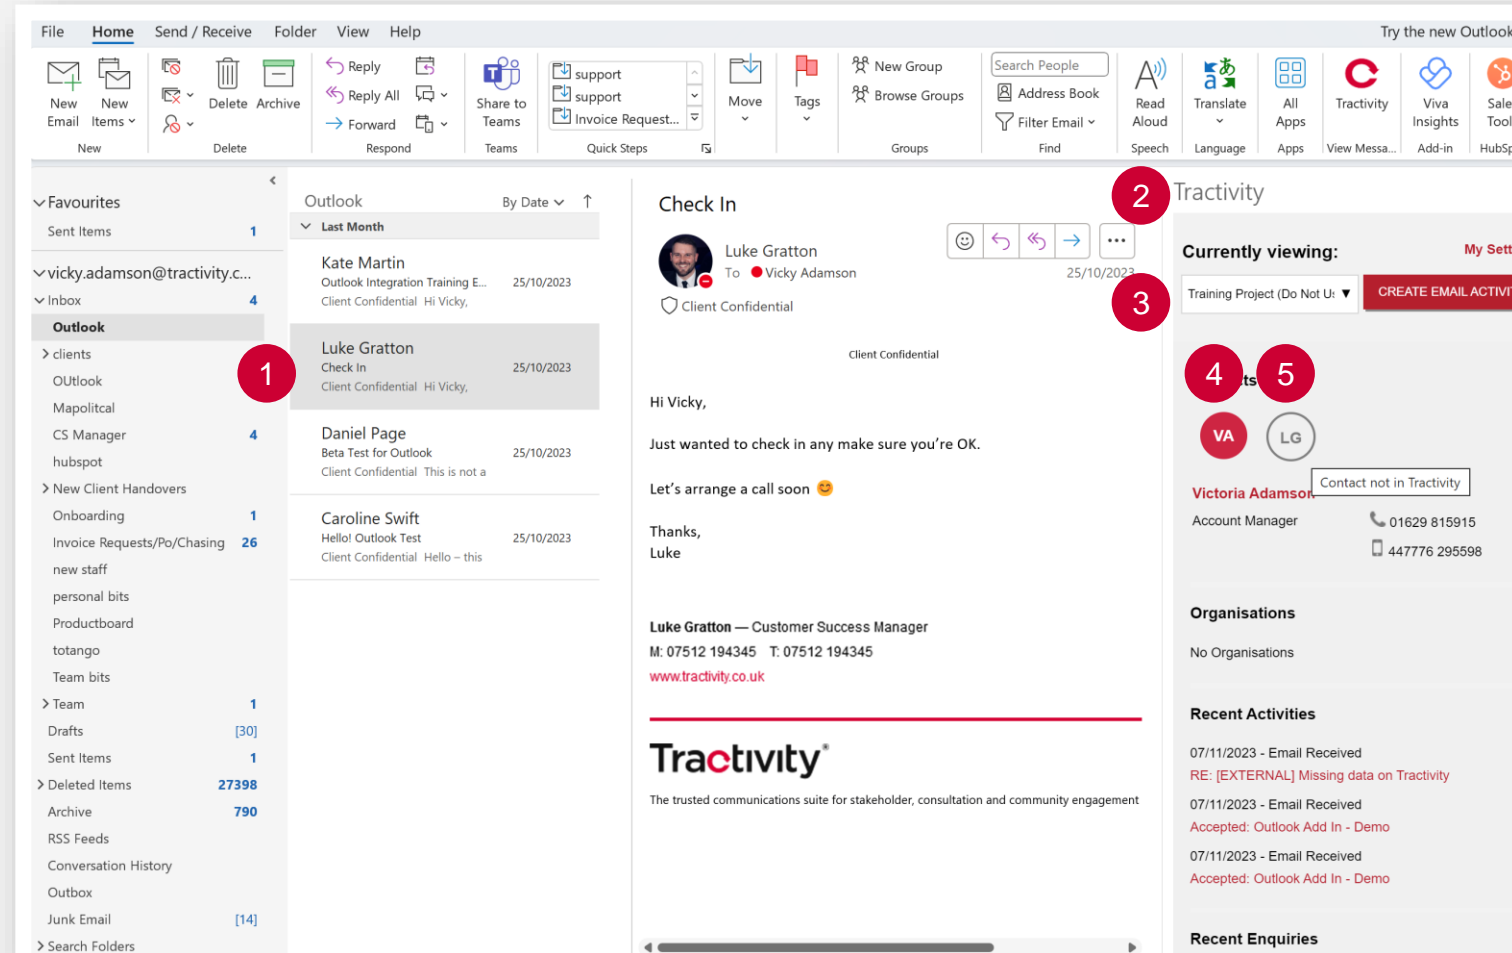 File Home Send / Receive Folder View Help Try the new Outlook
New Email
New Items
Delete
Archive
Reply
Reply All
Forward
Share to Teams
support
support
Invoice Request...
Move
Tags
New Group
Browse Groups
Search People
Address Book
Filter Email
Read Aloud
Translate
All Apps
Tractivity
Viva Insights
New Delete Respond Teams Quick Steps Groups Find Speech Language Apps View Messa... Add-in
Favourites
Sent Items 1
vicky.adamson@tractivity.c...
Inbox 4
Outlook
clients
OUtlook
Mapolitcal
CS Manager 4
hubspot
New Client Handovers
Onboarding 1
Invoice Requests/Po/Chasing 26
new staff
personal bits
Productboard
totango
Team bits
Team 1
Drafts [30]
Sent Items 1
Deleted Items 27398
Archive 790
RSS Feeds
Conversation History
Outbox
Junk Email [14]
Search Folders
1
Outlook By Date
Last Month
Kate Martin
Outlook Integration Training E... 25/10/2023
Client Confidential Hi Vicky,
Luke Gratton
Check In 25/10/2023
Client Confidential Hi Vicky,
Daniel Page
Beta Test for Outlook 25/10/2023
Client Confidential This is not a
Caroline Swift
Hello! Outlook Test 25/10/2023
Client Confidential Hello – this
Check In
Luke Gratton
To Vicky Adamson 25/10/2023
Client Confidential
Client Confidential
Hi Vicky,
Just wanted to check in any make sure you're OK.
Let's arrange a call soon 😊
Thanks,
Luke
Luke Gratton — Customer Success Manager
M: 07512 194345 T: 07512 194345
www.tractivity.co.uk
Tractivity®
The trusted communications suite for stakeholder, consultation and community engagement
2
Tractivity
Currently viewing: My Sett
3
Training Project (Do Not U: CREATE EMAIL ACTIVI
4 5
VA LG
Contact not in Tractivity
Victoria Adamson
Account Manager 01629 815915
447776 295598
Organisations
No Organisations
Recent Activities
07/11/2023 - Email Received
RE: [EXTERNAL] Missing data on Tractivity
07/11/2023 - Email Received
Accepted: Outlook Add In - Demo
07/11/2023 - Email Received
Accepted: Outlook Add In - Demo
Recent Enquiries